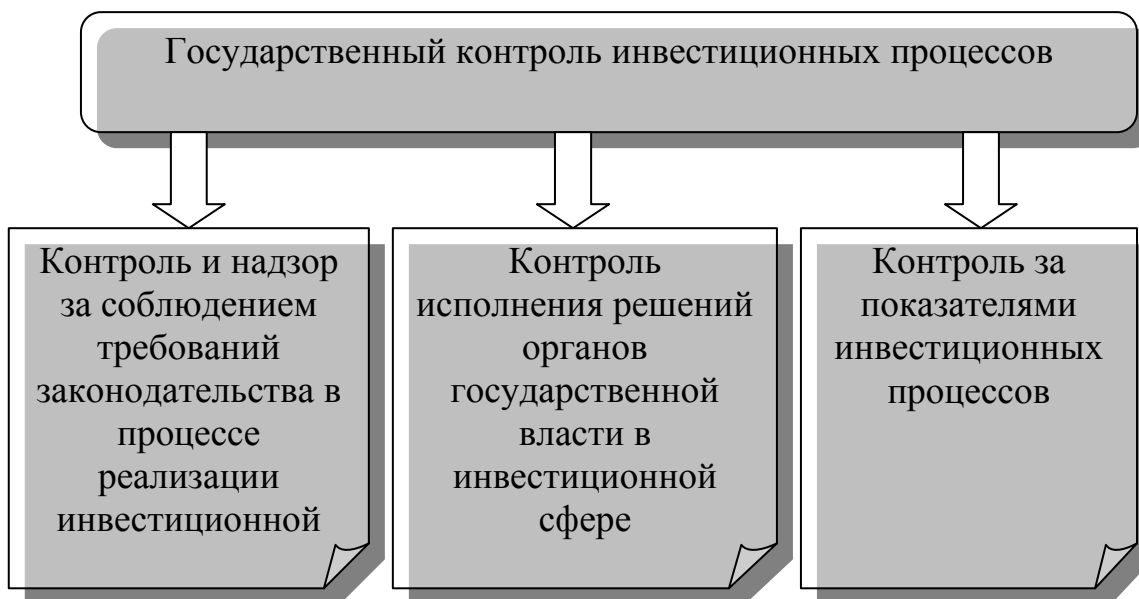 Государственный контроль инвестиционных процессов
Контроль и надзор
за соблюдением
требований
законодательства в
процессе
реализации
инвестиционной
Контроль
исполнения решений
органов
государственной
власти в
инвестиционной
сфере
Контроль за
показателями
инвестиционных
процессов